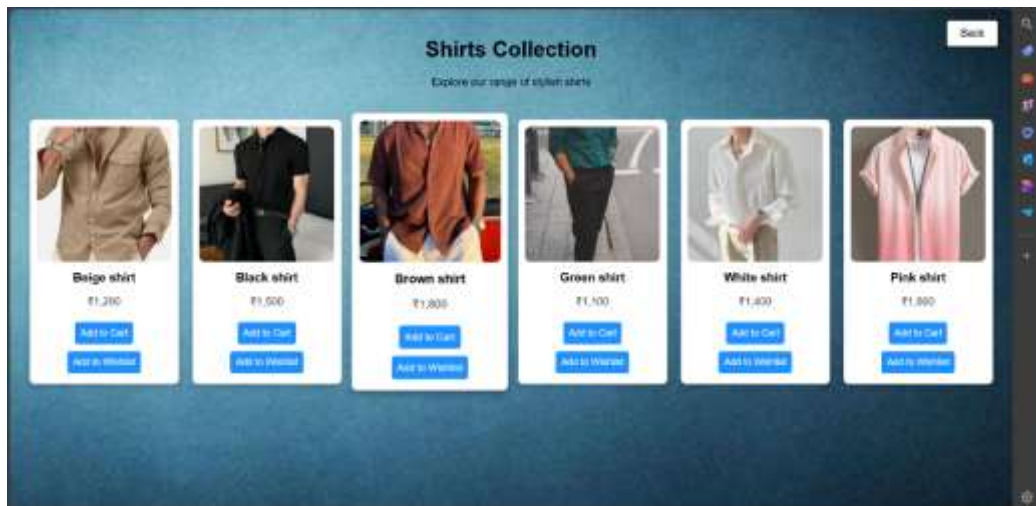 Back
Shirts Collection
Explore our range of stylish shirts
Beige shirt
₹1,200
Add to Cart
Add to Wishlist
Black shirt
₹1,500
Add to Cart
Add to Wishlist
Brown shirt
₹1,800
Add to Cart
Add to Wishlist
Green shirt
₹1,100
Add to Cart
Add to Wishlist
White shirt
₹1,400
Add to Cart
Add to Wishlist
Pink shirt
Add to Cart
Add to Wishlist